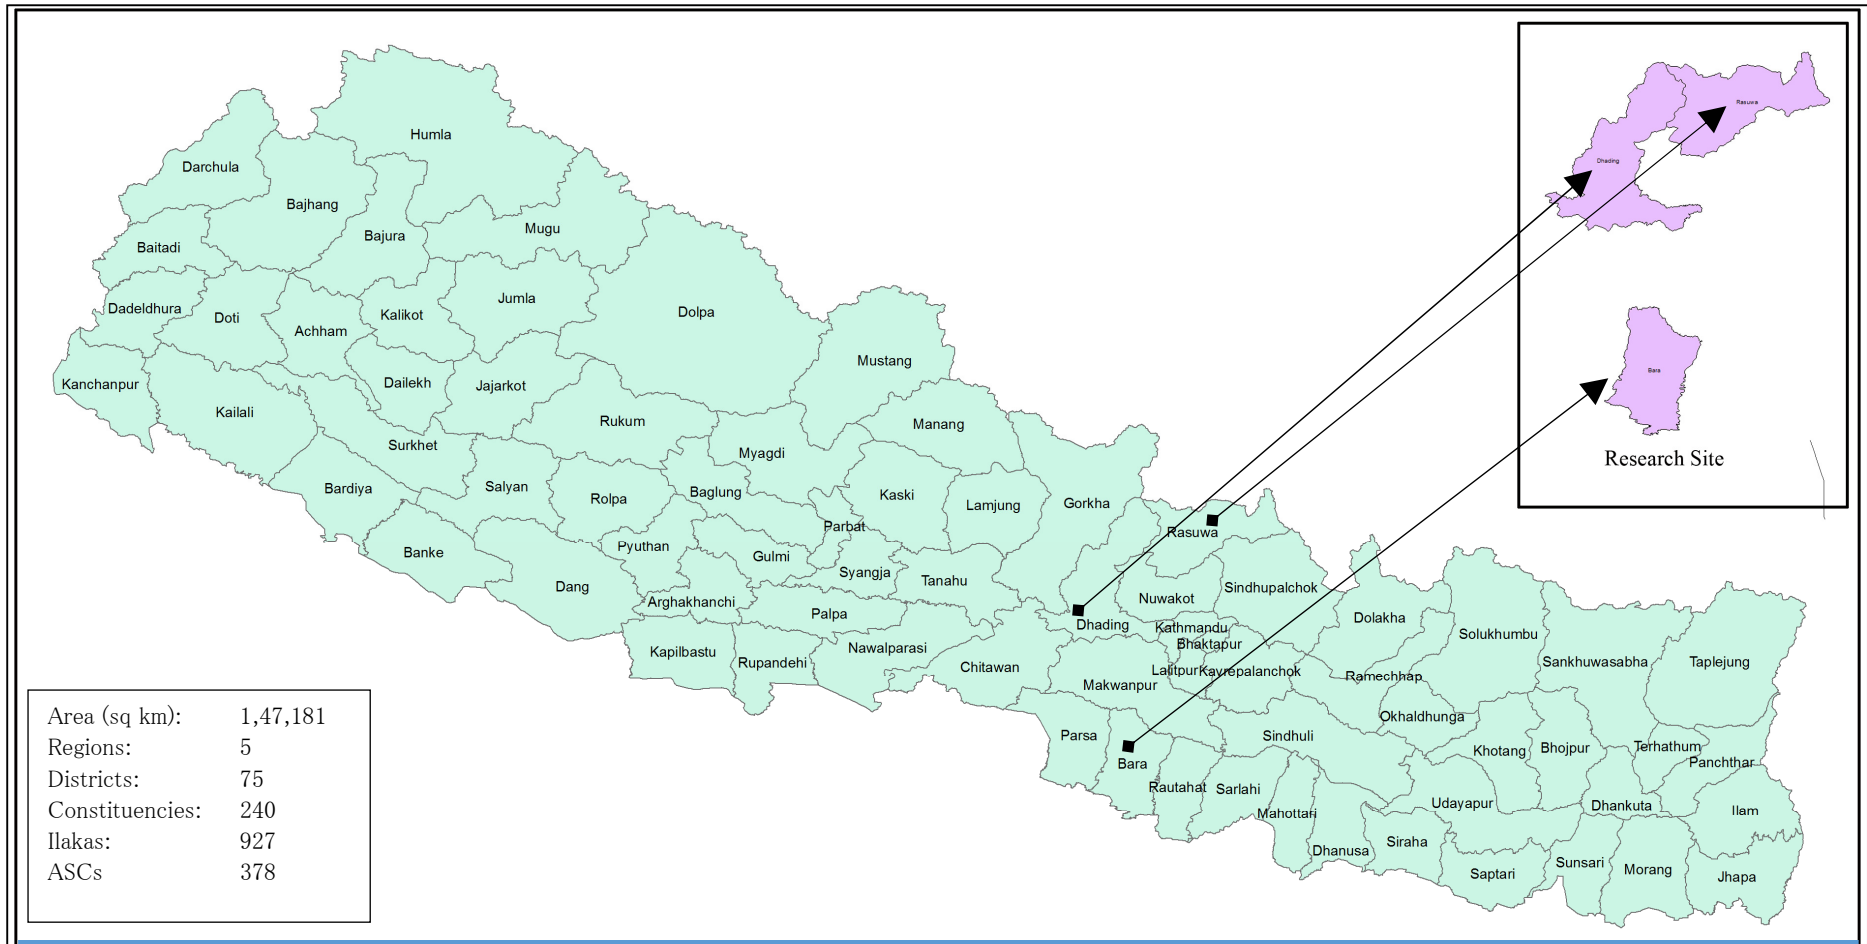 Humla
Darchula
Bajhang
Mugu
Bajura
Baitadi
Jumla
Dadeldhura
Doti
Kalikot
Achham
Dolpa
Mustang
Kanchanpur
Dailekh
Jajarkot
Kailali
Rukum
Manang
Surkhet
Myagdi
Bardiya
Salyan
Rolpa
Baglung
Kaski
Lamjung
Gorkha
Parbat
Rasuwa
Banke
Pyuthan
Gulmi
Syangja
Tanahu
Dang
Sindhupalchok
Arghakhanchi
Nuwakot
Palpa
Dhading
Kathmandu
Dolakha
Bhaktapur
Solukhumbu
Kapilbastu
Rupandehi
Nawalparasi
Chitawan
Lalitpur
Kavrepalanchok
Ramechhap
Sankhuwasabha
Taplejung
Makwanpur
Okhaldhunga
Parsa
Sindhuli
Khotang
Bhojpur
Terhathum
Panchthar
Bara
Rautahat
Sarlahi
Mahottari
Udayapur
Dhankuta
Ilam
Dhanusa
Siraha
Saptari
Sunsari
Morang
Jhapa
Rasuwa
Dhading
Bara
Research Site
Area (sq km): 1,47,181
Regions: 5
Districts: 75
Constituencies: 240
Ilakas: 927
ASCs 378